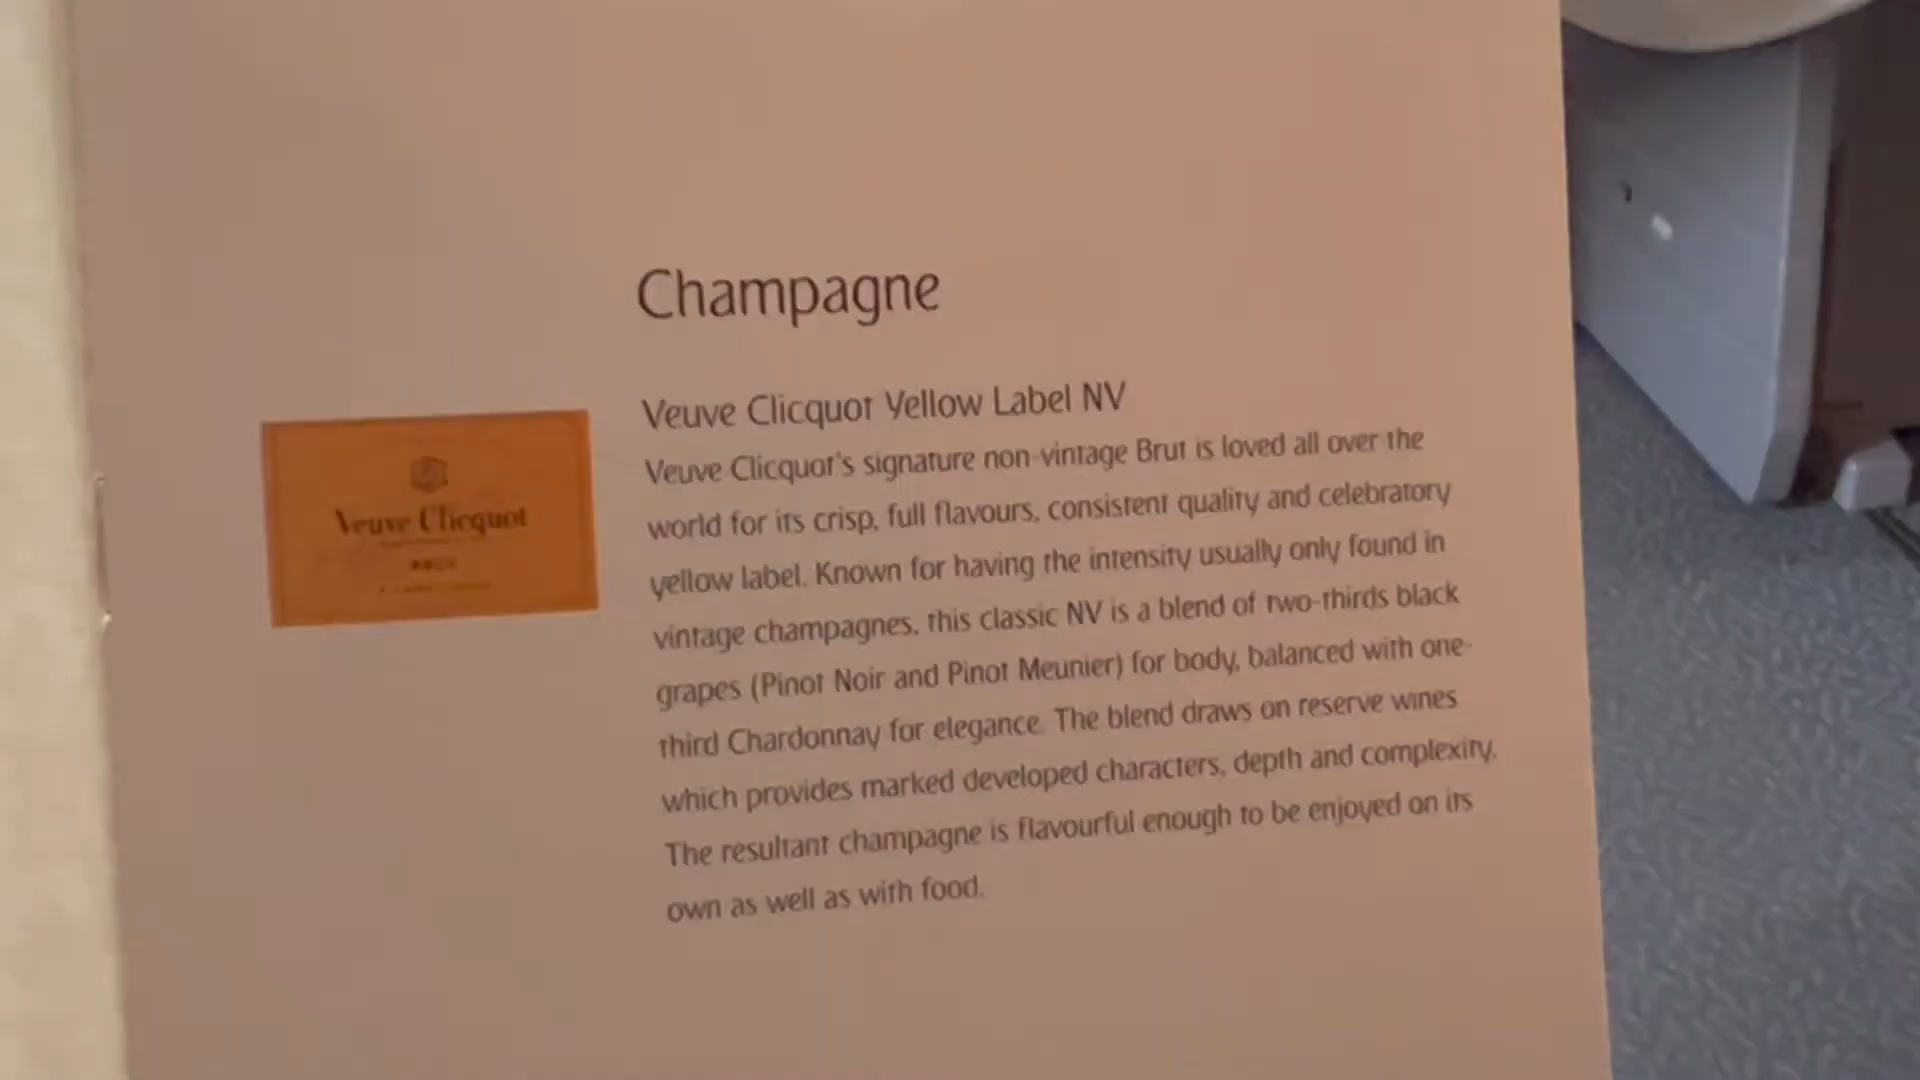 Champagne
Veuve Clicquot Yellow Label NV
Veuve Clicquot's signature non-vintage Brut is loved all over the
world for its crisp, full flavours, consistent quality and celebratory
yellow label. Known for having the intensity usually only found in
vintage champagnes, this classic NV is a blend of two-thirds black
grapes (Pinot Noir and Pinot Meunier) for body, balanced with one-
third Chardonnay for elegance. The blend draws on reserve wines
which provides marked developed characters, depth and complexity.
The resultant champagne is flavourful enough to be enjoyed on its
own as well as with food.
Veuve Clicquot